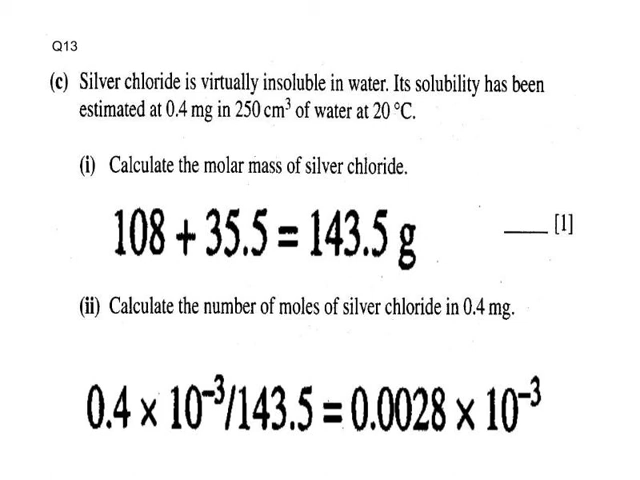 Q13
(c) Silver chloride is virtually insoluble in water. Its solubility has been
estimated at 0.4 mg in 250 cm³ of water at 20 °C.
(i) Calculate the molar mass of silver chloride.
108 + 35.5 = 143.5 g
____ [1]
(ii) Calculate the number of moles of silver chloride in 0.4 mg.
0.4 × 10⁻³/143.5 = 0.0028 × 10⁻³